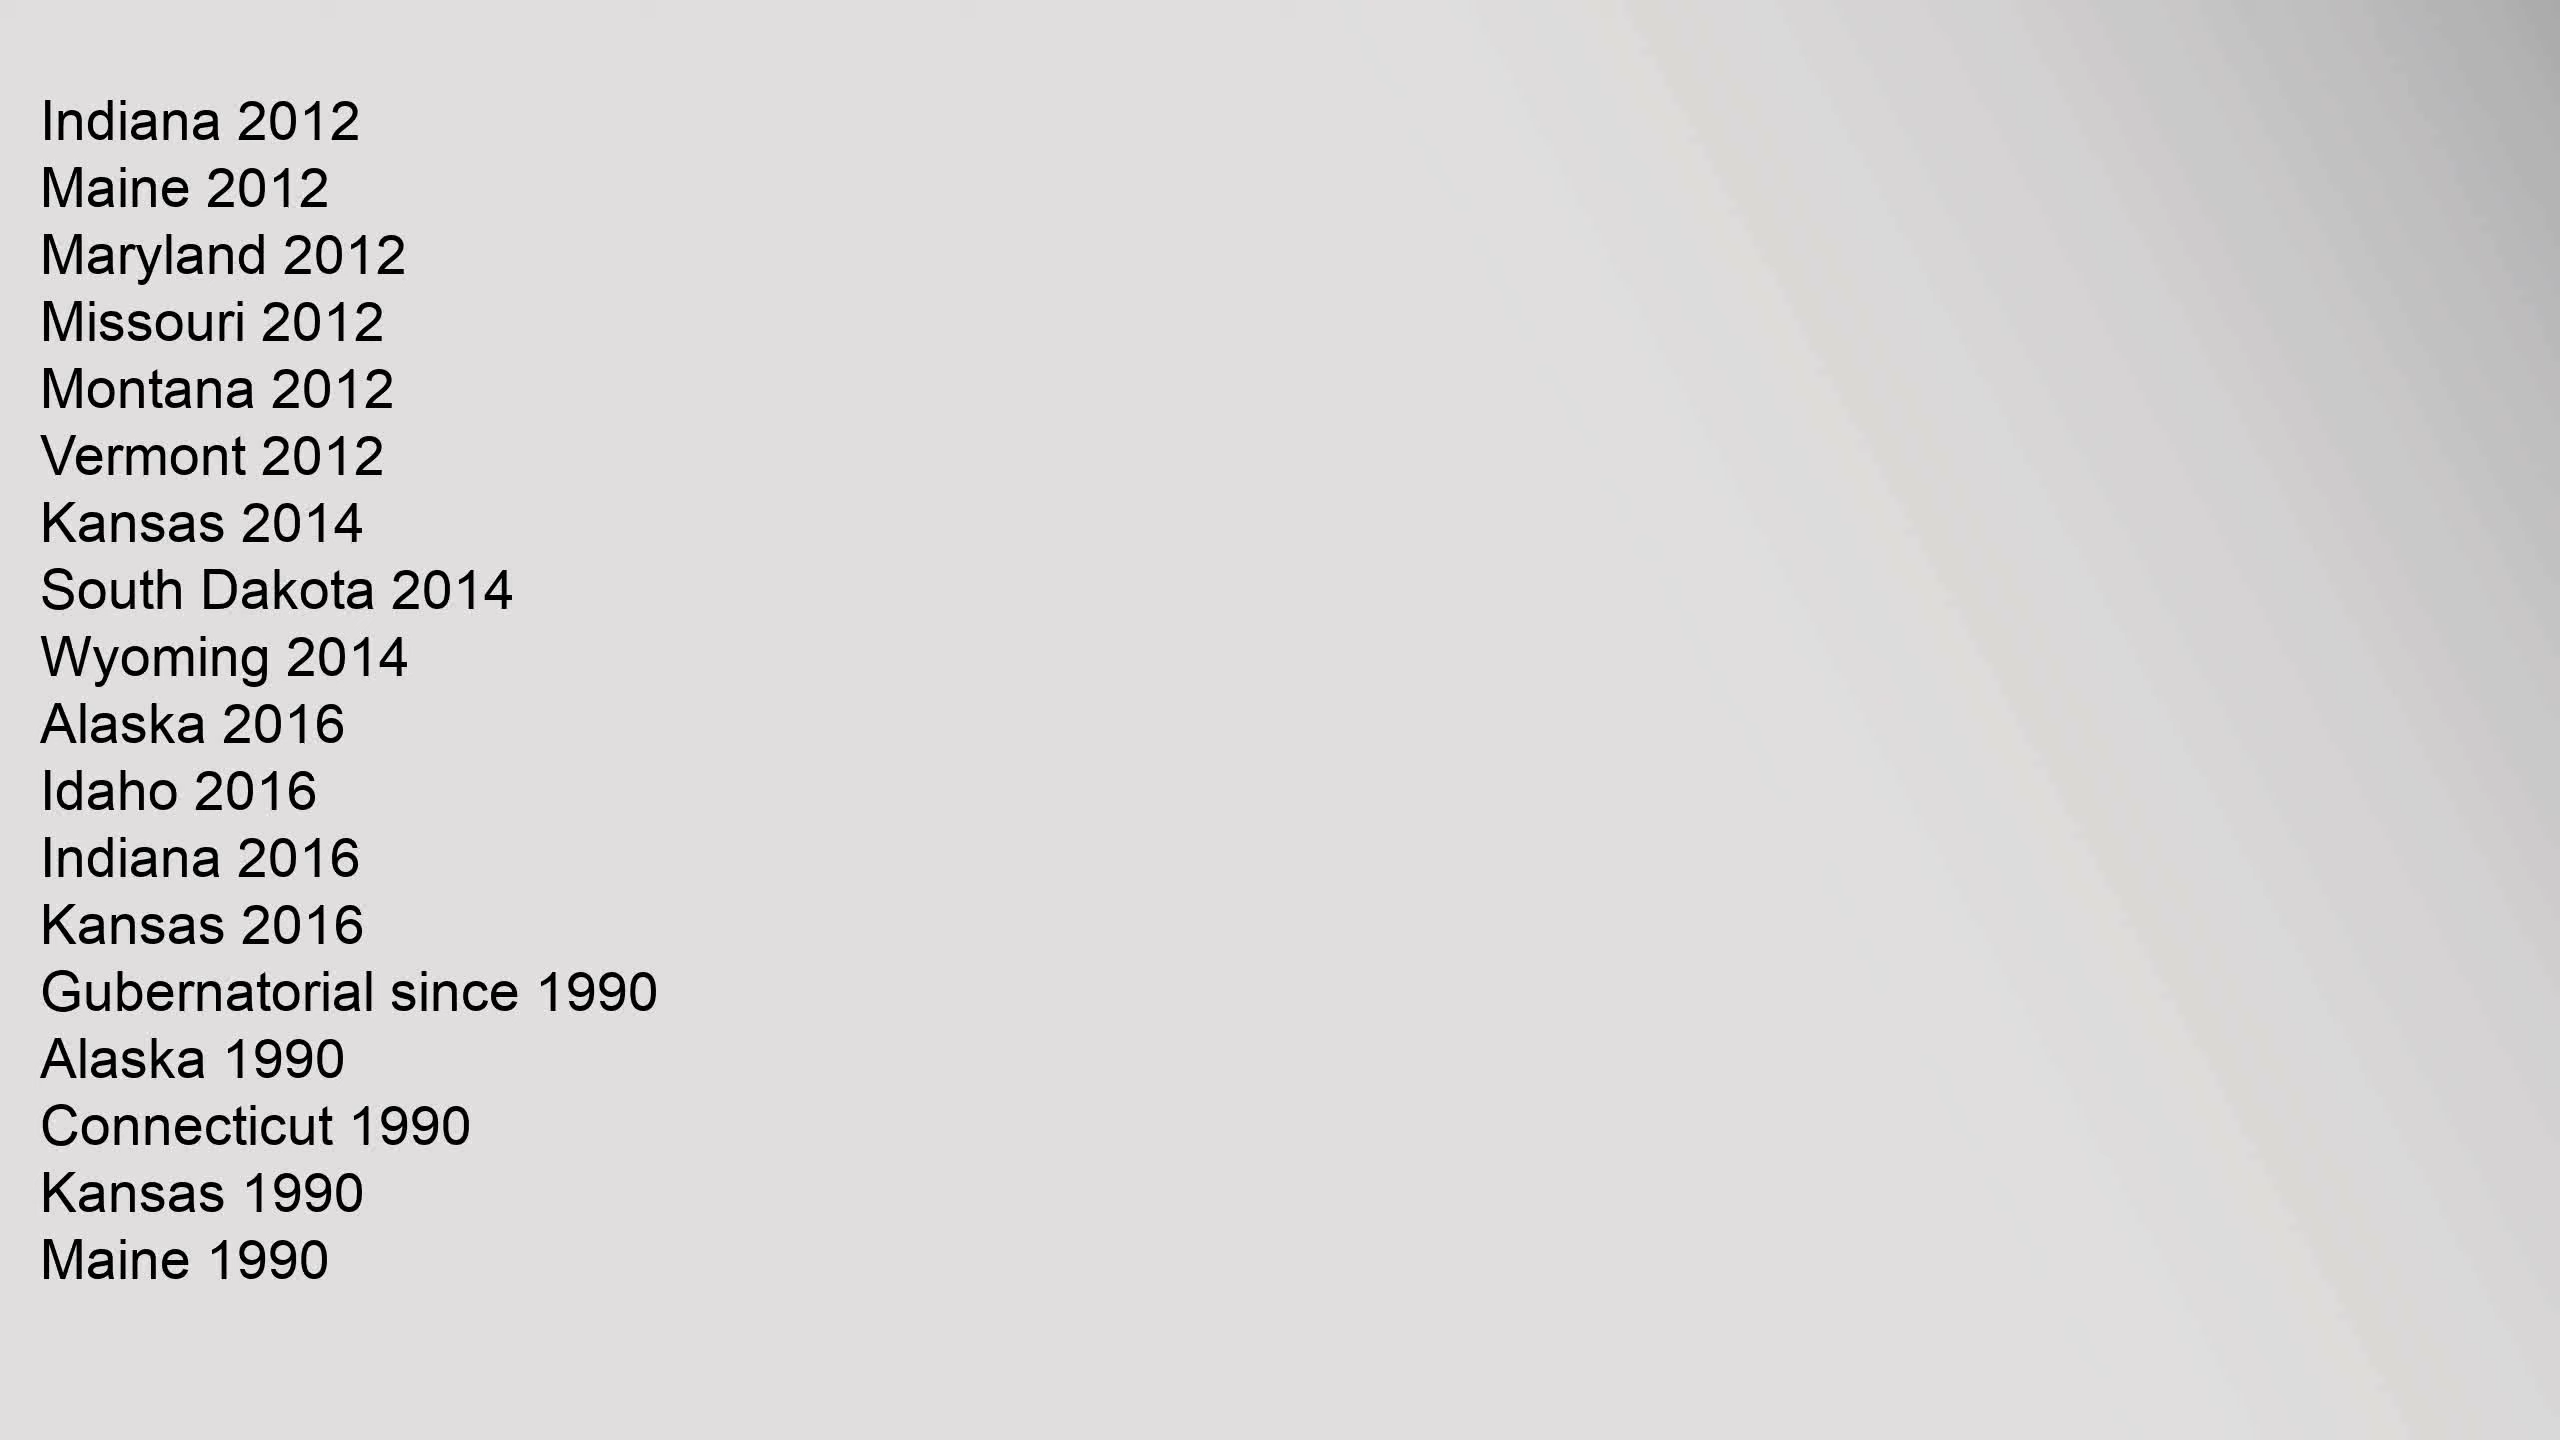 Indiana 2012
Maine 2012
Maryland 2012
Missouri 2012
Montana 2012
Vermont 2012
Kansas 2014
South Dakota 2014
Wyoming 2014
Alaska 2016
Idaho 2016
Indiana 2016
Kansas 2016
Gubernatorial since 1990
Alaska 1990
Connecticut 1990
Kansas 1990
Maine 1990